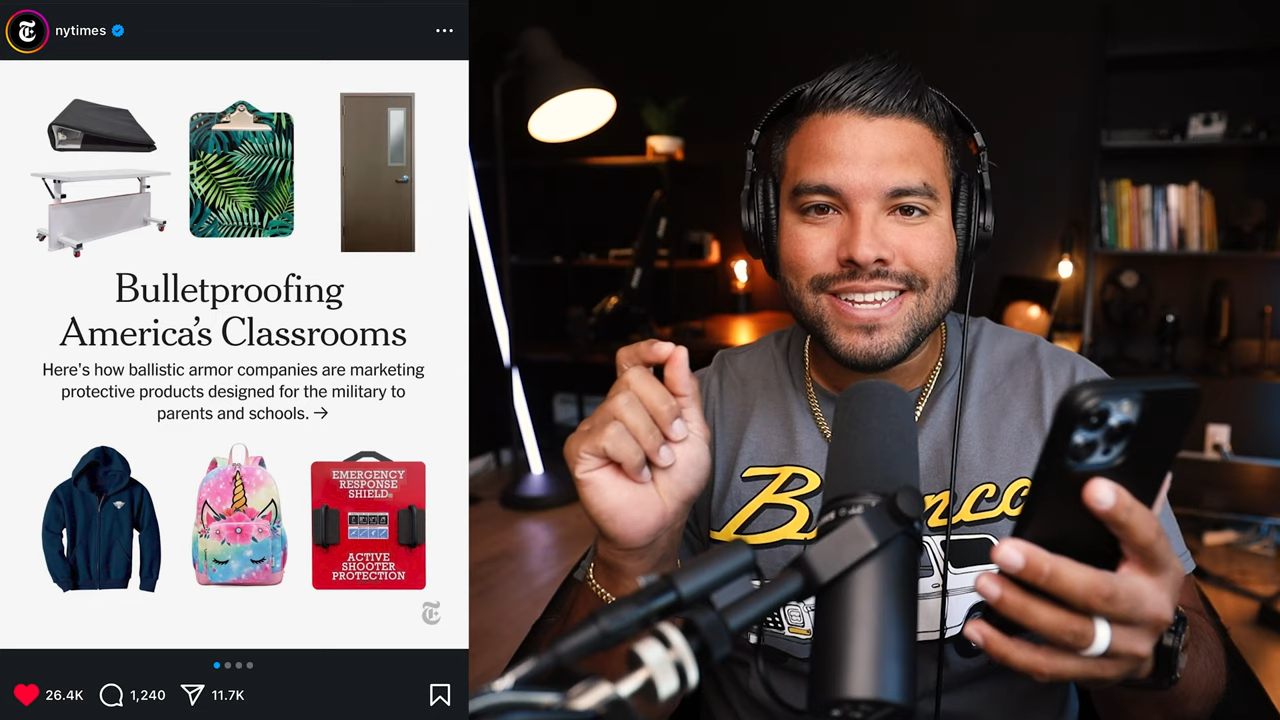 nytimes
Bulletproofing
America's Classrooms
Here's how ballistic armor companies are marketing
protective products designed for the military to
parents and schools. →
EMERGENCY
RESPONSE
SHIELD®
ACTIVE
SHOOTER
PROTECTION
26.4K
1,240
11.7K